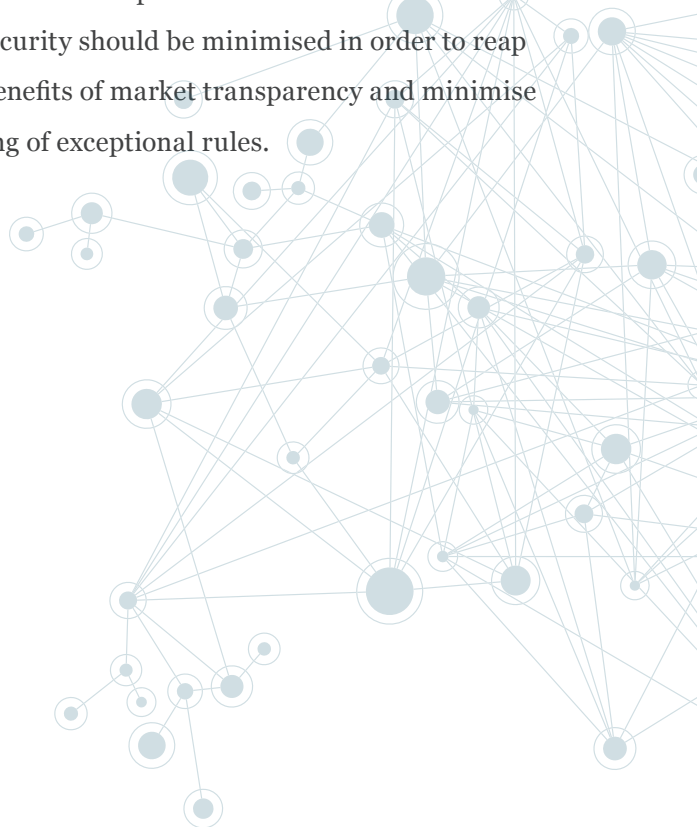 curity should be minimised in order to reap
enefits of market transparency and minimise
ng of exceptional rules.